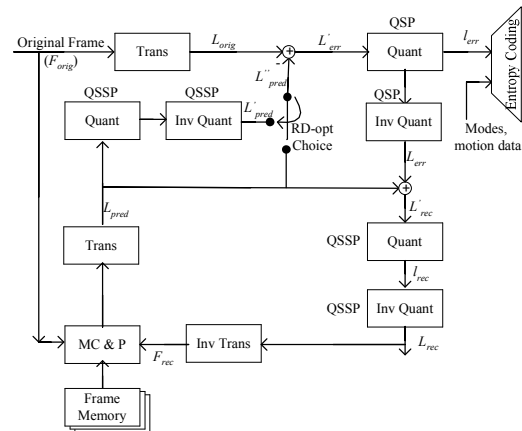 Original Frame
(F_orig)
Trans
L_orig
-
L'_err
QSP
Quant
l_err
Entropy Coding
L''_pred
QSSP
QSSP
Quant
Inv Quant
L'_pred
RD-opt
Choice
QSP
Inv Quant
Modes,
motion data
L_err
L_pred
L'_rec
QSSP
Quant
Trans
l_rec
QSSP
Inv Quant
MC & P
F_rec
Inv Trans
L_rec
Frame
Memory